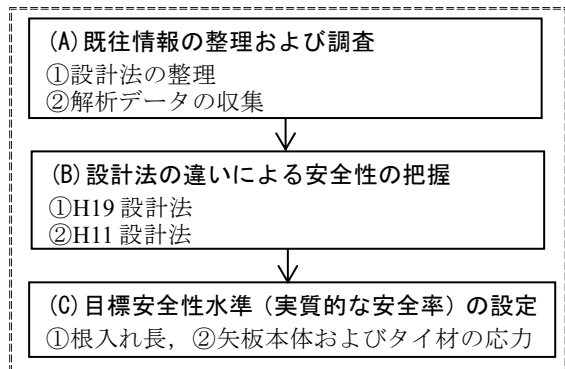 (A)既往情報の整理および調査
①設計法の整理
②解析データの収集
(B)設計法の違いによる安全性の把握
①H19 設計法
②H11 設計法
(C)目標安全性水準（実質的な安全率）の設定
①根入れ長，②矢板本体およびタイ材の応力